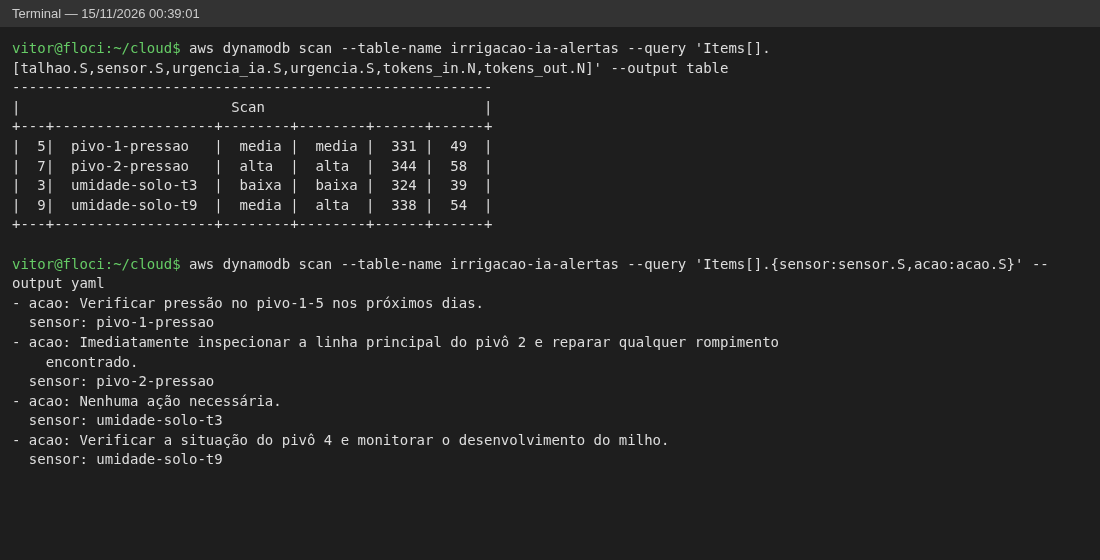 Terminal — 15/11/2026 00:39:01
vitor@floci:~/cloud$ aws dynamodb scan --table-name irrigacao-ia-alertas --query 'Items[].
[talhao.S,sensor.S,urgencia_ia.S,urgencia.S,tokens_in.N,tokens_out.N]' --output table
---------------------------------------------------------
|                         Scan                          |
+---+-------------------+--------+--------+------+------+
|  5|  pivo-1-pressao   |  media |  media |  331 |  49  |
|  7|  pivo-2-pressao   |  alta  |  alta  |  344 |  58  |
|  3|  umidade-solo-t3  |  baixa |  baixa |  324 |  39  |
|  9|  umidade-solo-t9  |  media |  alta  |  338 |  54  |
+---+-------------------+--------+--------+------+------+
vitor@floci:~/cloud$ aws dynamodb scan --table-name irrigacao-ia-alertas --query 'Items[].{sensor:sensor.S,acao:acao.S}' --
output yaml
- acao: Verificar pressão no pivo-1-5 nos próximos dias.
  sensor: pivo-1-pressao
- acao: Imediatamente inspecionar a linha principal do pivô 2 e reparar qualquer rompimento
    encontrado.
  sensor: pivo-2-pressao
- acao: Nenhuma ação necessária.
  sensor: umidade-solo-t3
- acao: Verificar a situação do pivô 4 e monitorar o desenvolvimento do milho.
  sensor: umidade-solo-t9